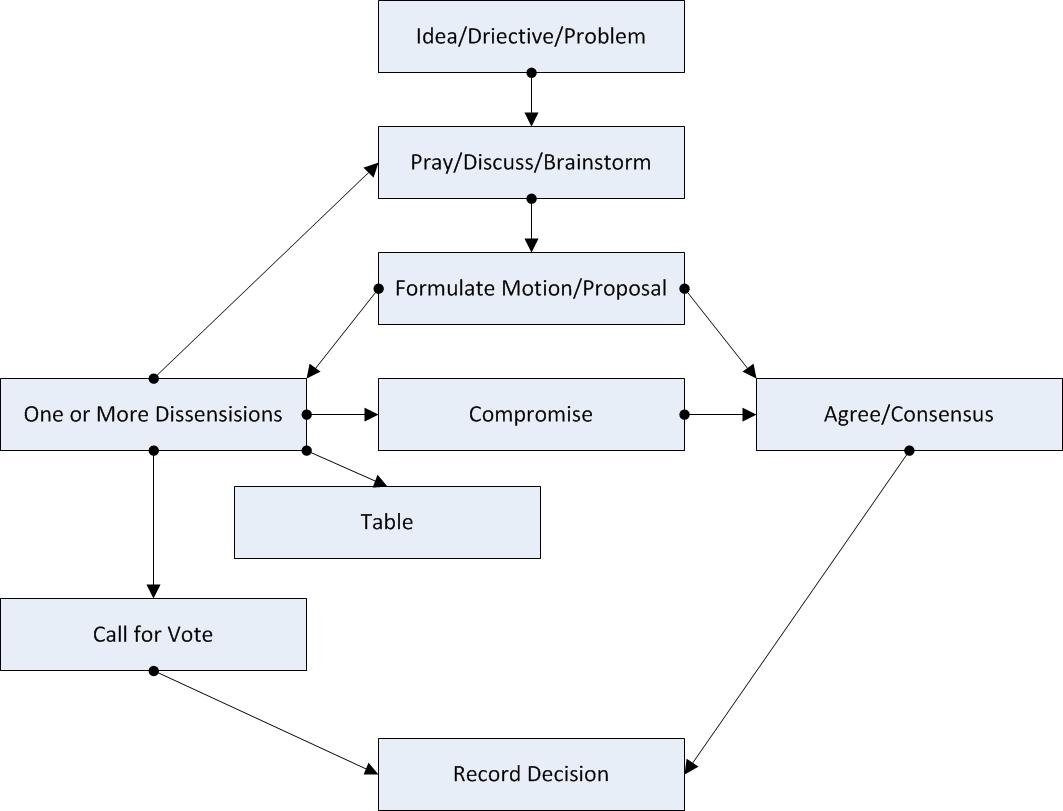 Idea/Driective/Problem
Pray/Discuss/Brainstorm
Formulate Motion/Proposal
One or More Dissensisions
Compromise
Agree/Consensus
Table
Call for Vote
Record Decision